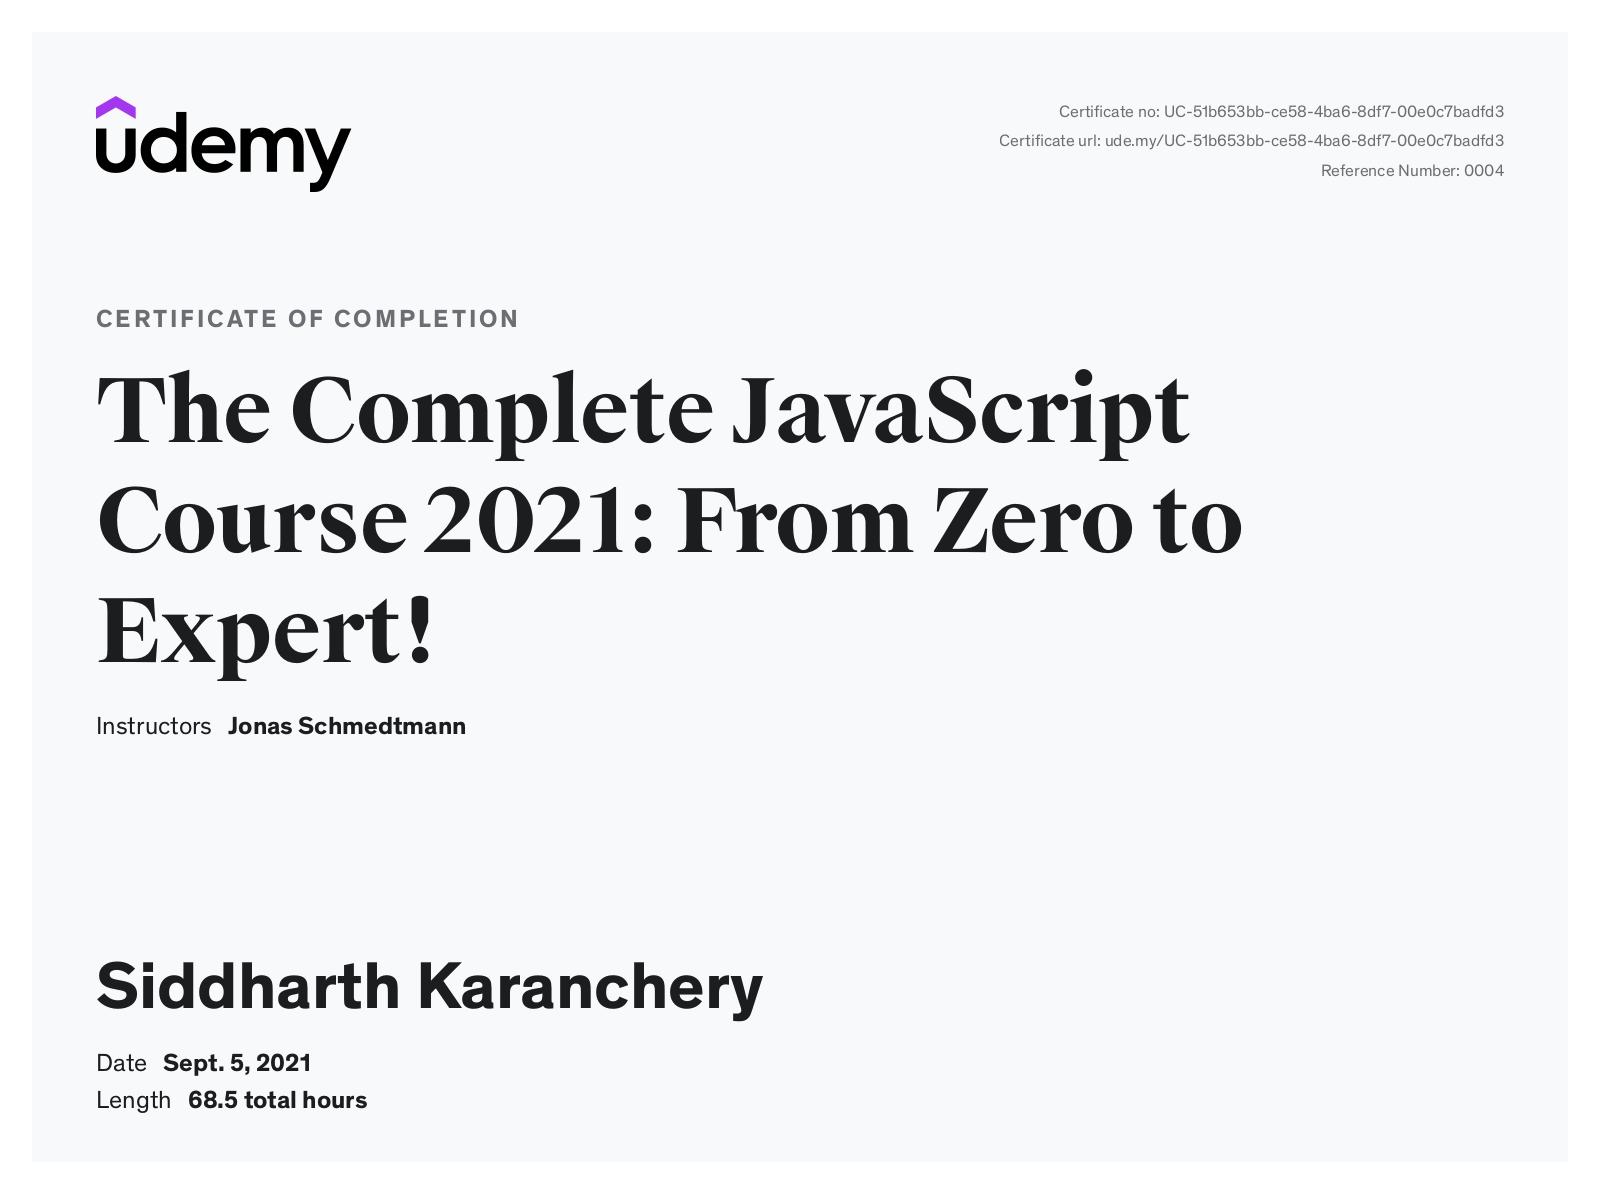 udemy
Certificate no: UC-51b653bb-ce58-4ba6-8df7-00e0c7badfd3
Certificate url: ude.my/UC-51b653bb-ce58-4ba6-8df7-00e0c7badfd3
Reference Number: 0004
CERTIFICATE OF COMPLETION
The Complete JavaScript
Course 2021: From Zero to
Expert!
Instructors Jonas Schmedtmann
Siddharth Karanchery
Date Sept. 5, 2021
Length 68.5 total hours